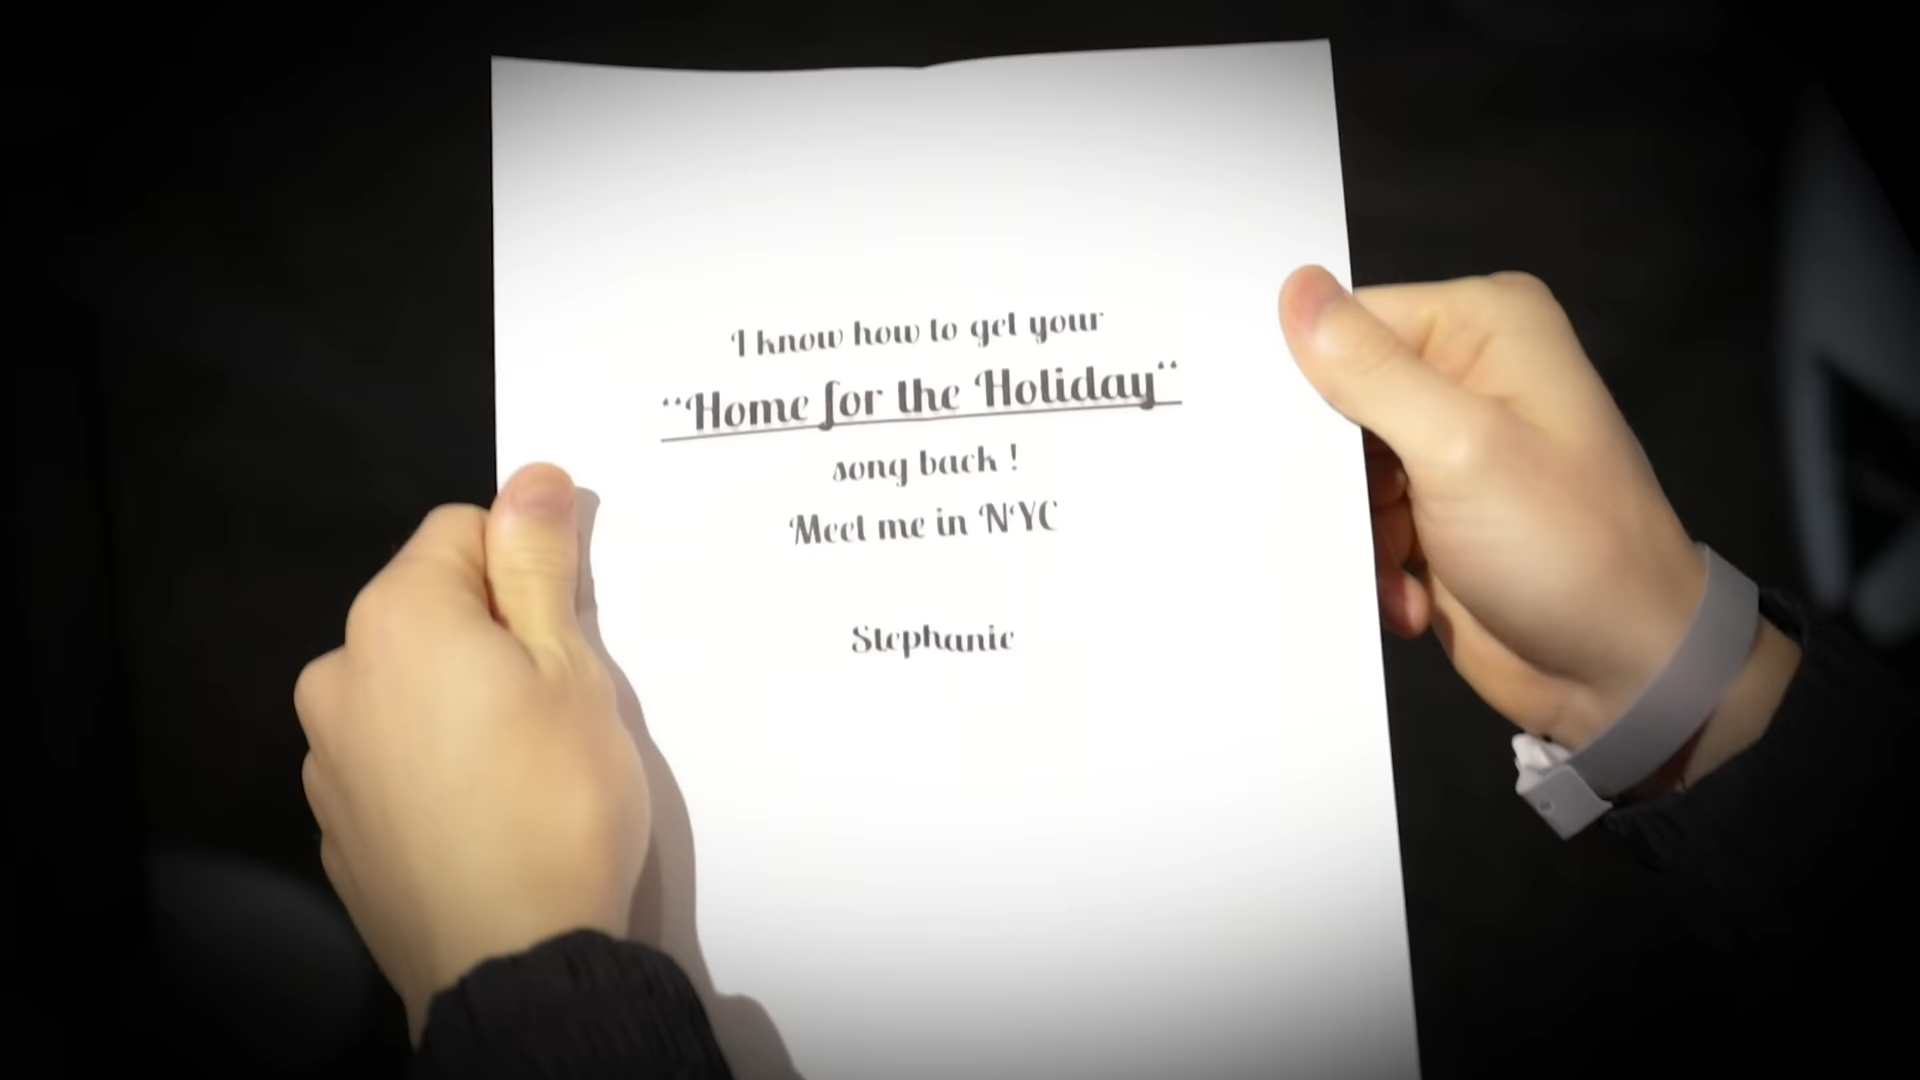 I know how to get your
“Home for the Holiday“
song back !
Meet me in NYC
Stephanie